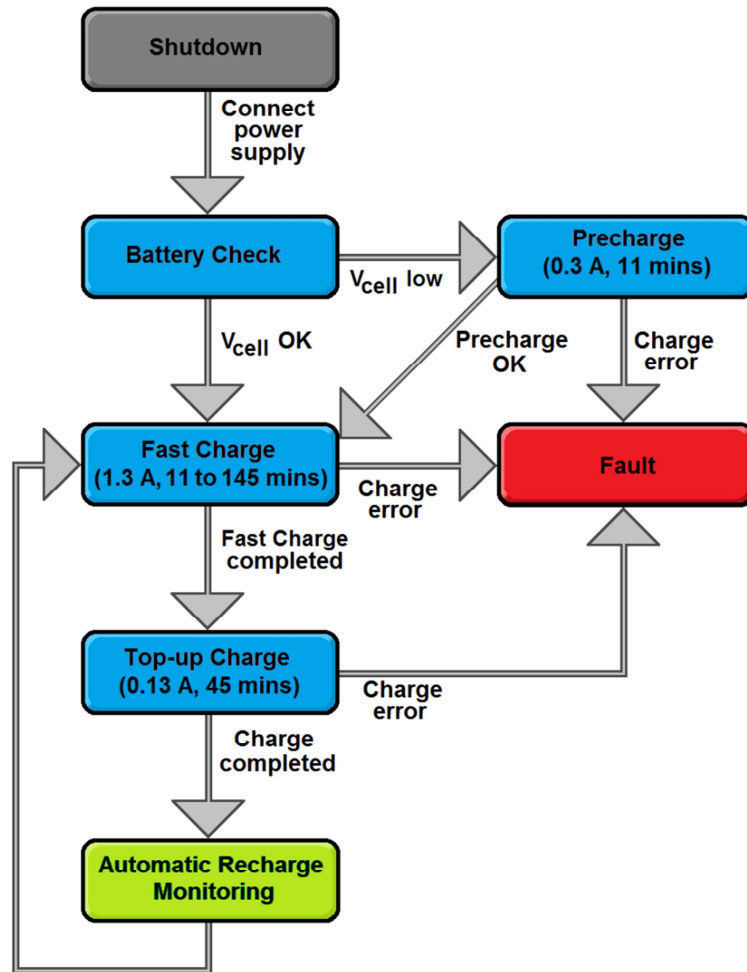 Shutdown
Connect
power
supply
Battery Check
Vcell low
Precharge
(0.3 A, 11 mins)
Vcell OK
Precharge
OK
Charge
error
Fast Charge
(1.3 A, 11 to 145 mins)
Charge
error
Fault
Fast Charge
completed
Top-up Charge
(0.13 A, 45 mins)
Charge
error
Charge
completed
Automatic Recharge
Monitoring